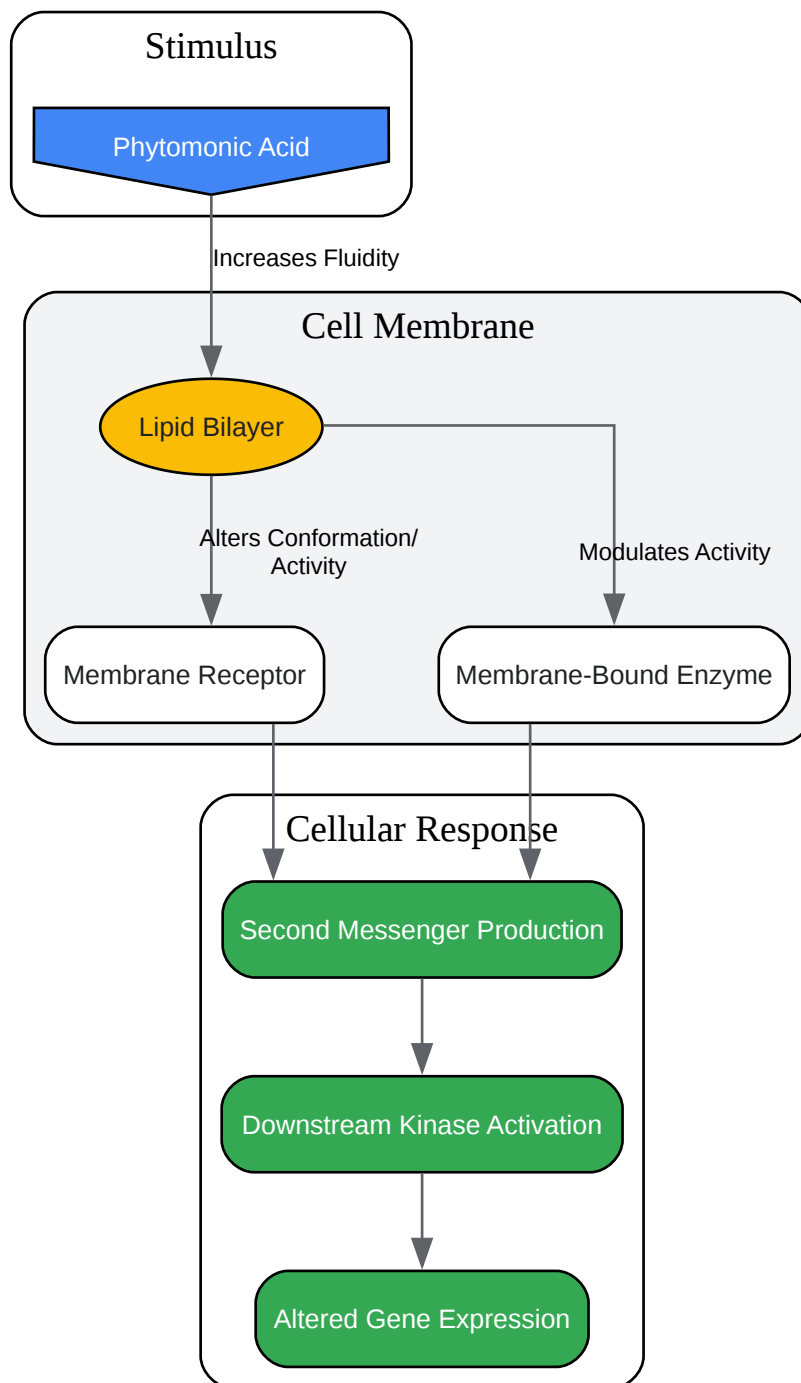 Stimulus
Phytomonic Acid
Increases Fluidity
Cell Membrane
Lipid Bilayer
Alters Conformation/
Activity
Modulates Activity
Membrane Receptor
Membrane-Bound Enzyme
Cellular Response
Second Messenger Production
Downstream Kinase Activation
Altered Gene Expression